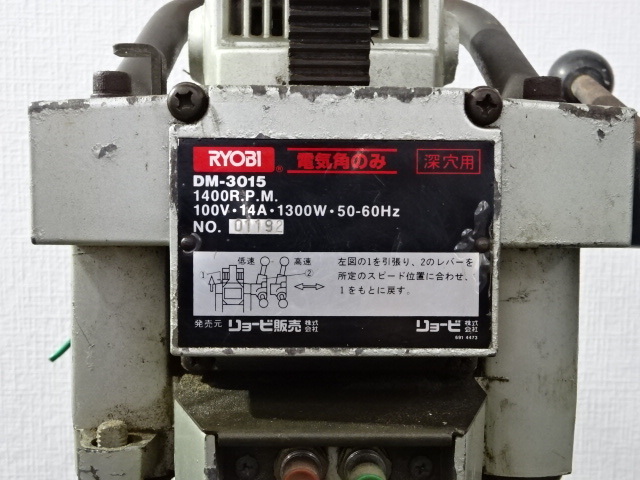 RYOBI® 電気角のみ 深穴用
DM-3015
1400R.P.M.
100V・14A・1300W・50-60Hz
NO. 01192
低速 高速
1 2
左図の1を引張り、2のレバーを
所定のスピード位置に合わせ、
1をもとに戻す。
発売元 リョービ販売株式会社 リョービ株式会社
691 4473